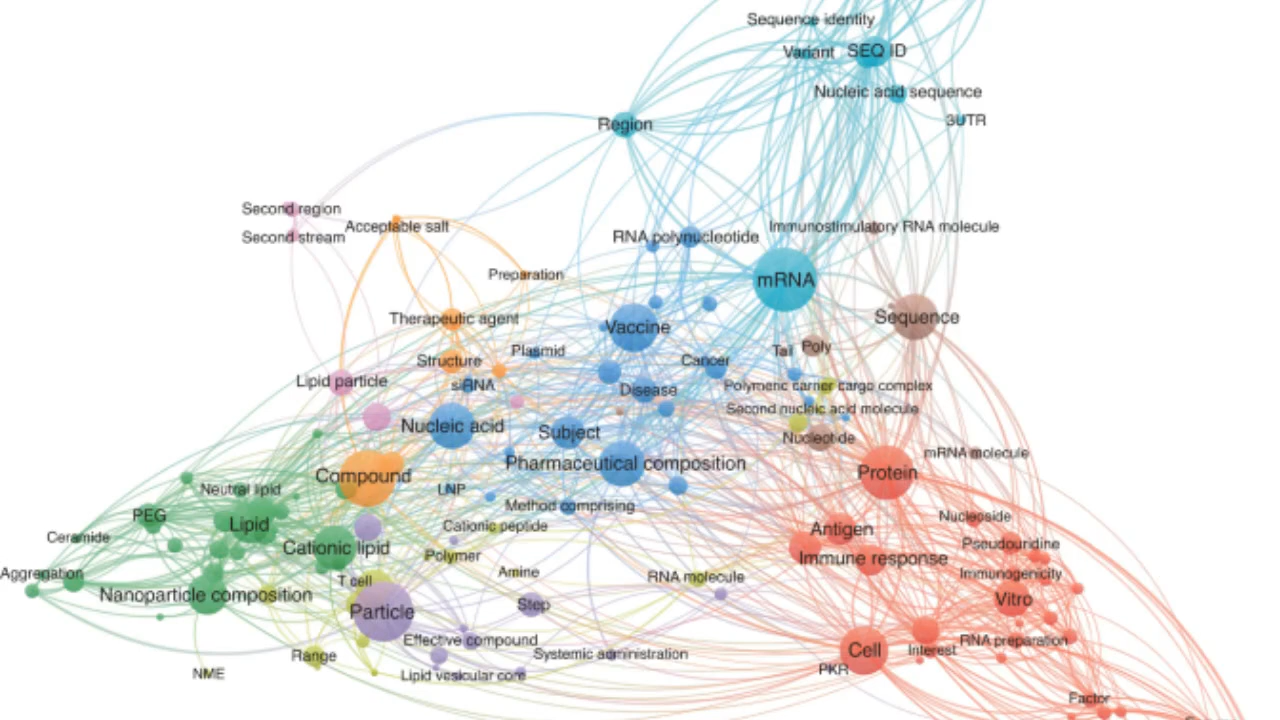 Sequence identity
Variant
SEQ ID
Nucleic acid sequence
3UTR
Region
Second region
Acceptable salt
Second stream
Immunostimulatory RNA molecule
RNA polynucleotide
Preparation
mRNA
Therapeutic agent
Vaccine
Sequence
Structure
Plasmid
Cancer
Tail
Poly
Lipid particle
siRNA
Disease
Polymeric carrier cargo complex
Second nucleic acid molecule
Nucleic acid
Subject
Nucleotide
mRNA molecule
Pharmaceutical composition
Compound
Protein
Neutral lipid
LNP
Method comprising
PEG
Lipid
Cationic peptide
Nucleoside
Antigen
Ceramide
Cationic lipid
Polymer
Immune response
Pseudouridine
Aggregation
T cell
Amine
RNA molecule
Immunogenicity
Nanoparticle composition
Particle
Step
Vitro
Effective compound
Systemic administration
Range
Cell
Interest
RNA preparation
NME
Lipid vesicular core
PKR
Factor